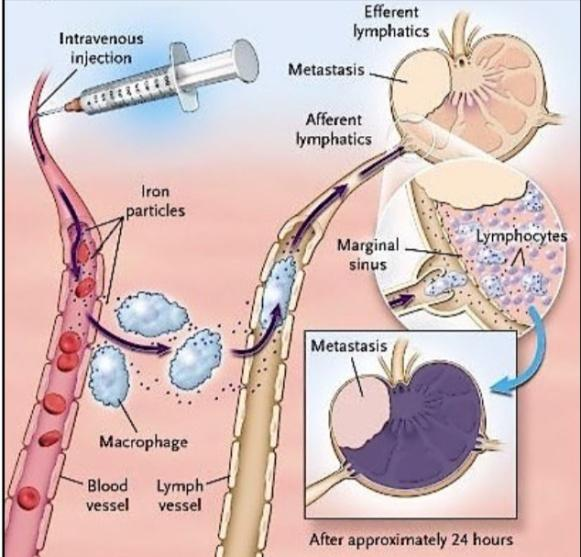 Intravenous
injection
Efferent
lymphatics
Metastasis
Afferent
lymphatics
Iron
particles
Marginal
sinus
Lymphocytes
Macrophage
Blood
vessel
Lymph
vessel
Metastasis
After approximately 24 hours